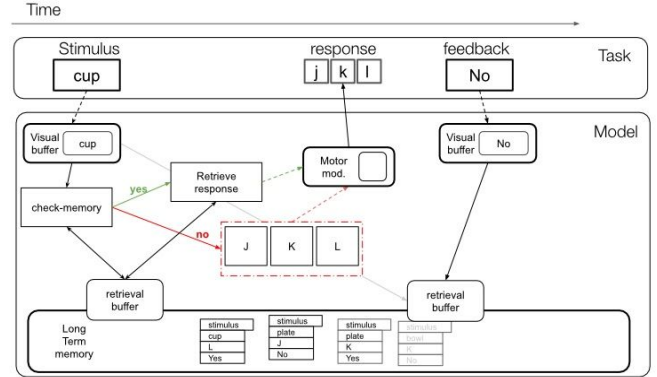 Time
Stimulus
response
feedback
Task
cup
j k l
No
Model
Visual
buffer
cup
Visual
buffer
No
Motor
mod.
Retrieve
response
yes
check-memory
no
J K L
retrieval
buffer
retrieval
buffer
Long
Term
memory
stimulus
cup
L
Yes
stimulus
plate
J
No
stimulus
plate
K
Yes
stimulus
bowl
K
No